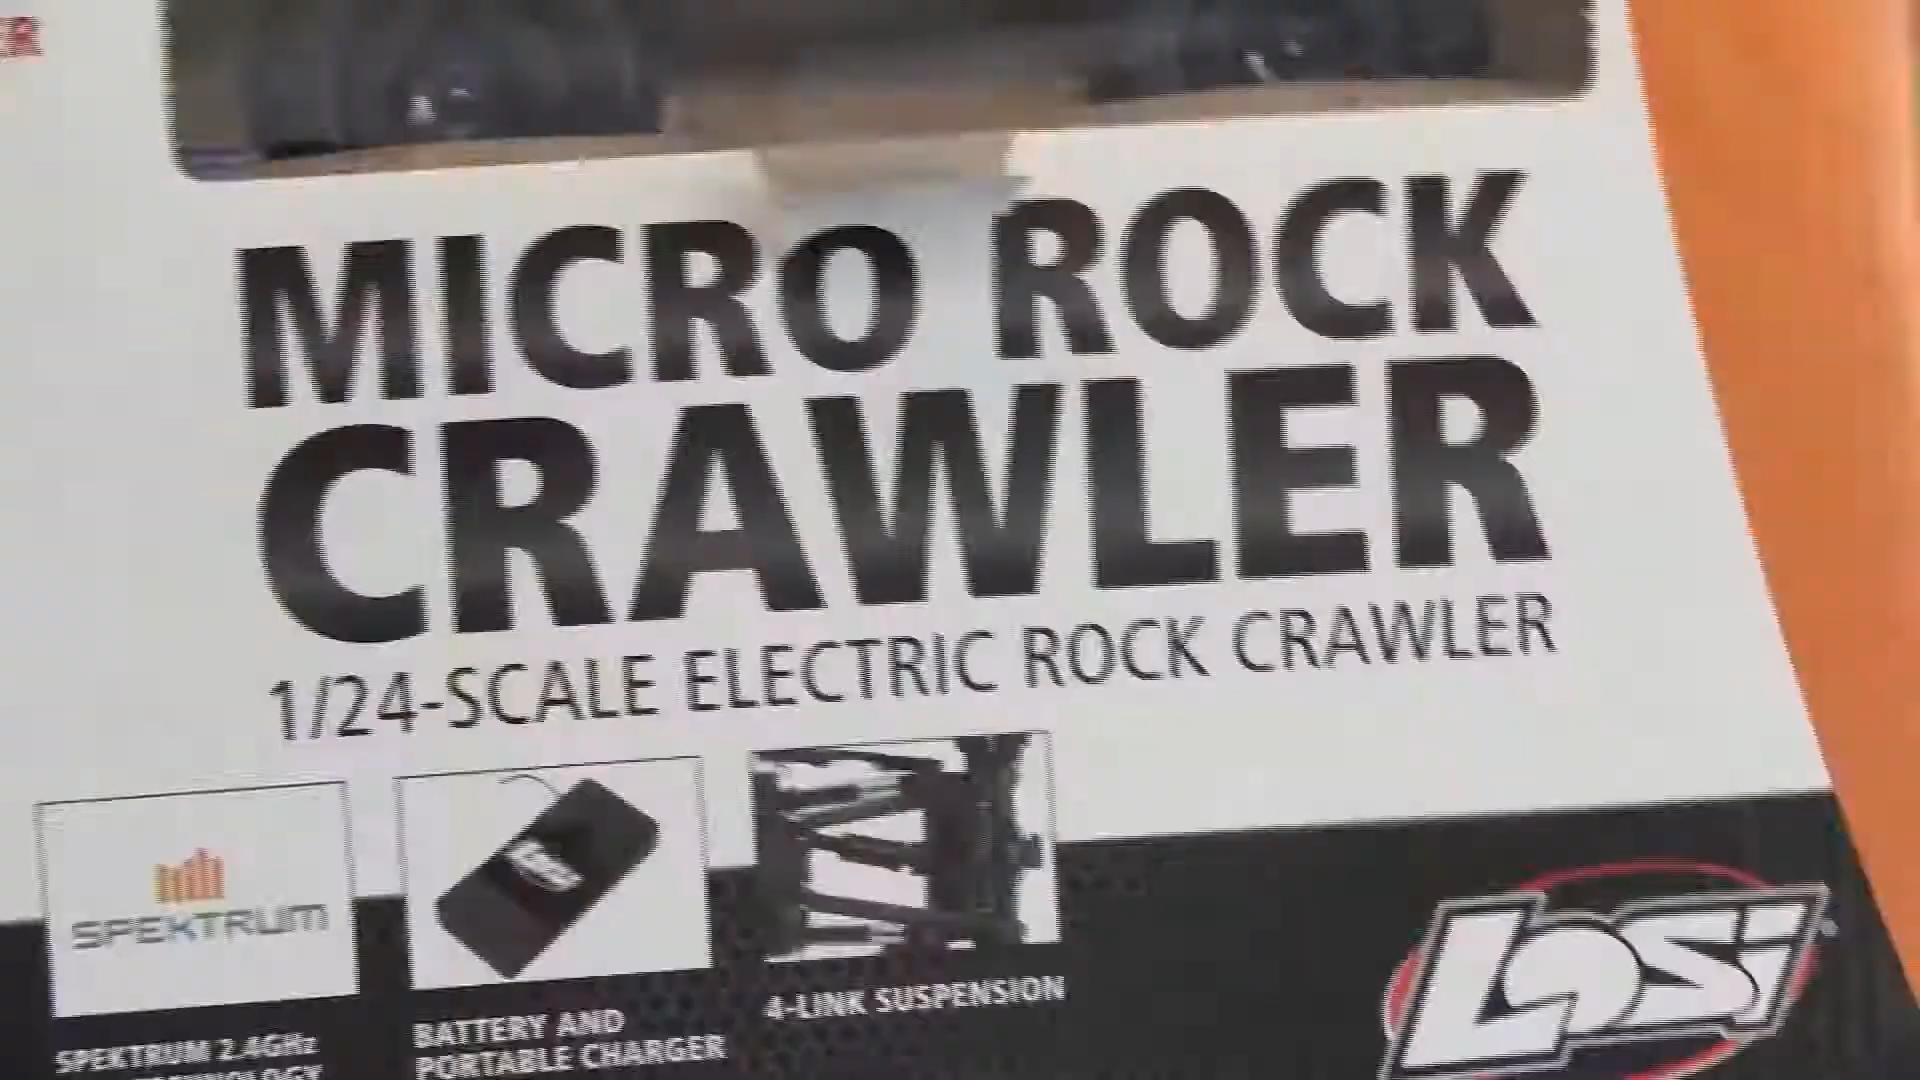 MICRO ROCK
CRAWLER
1/24-SCALE ELECTRIC ROCK CRAWLER
SPEKTRUM
SPEKTRUM 2.4GHz
BATTERY AND
PORTABLE CHARGER
4-LINK SUSPENSION
LOSi